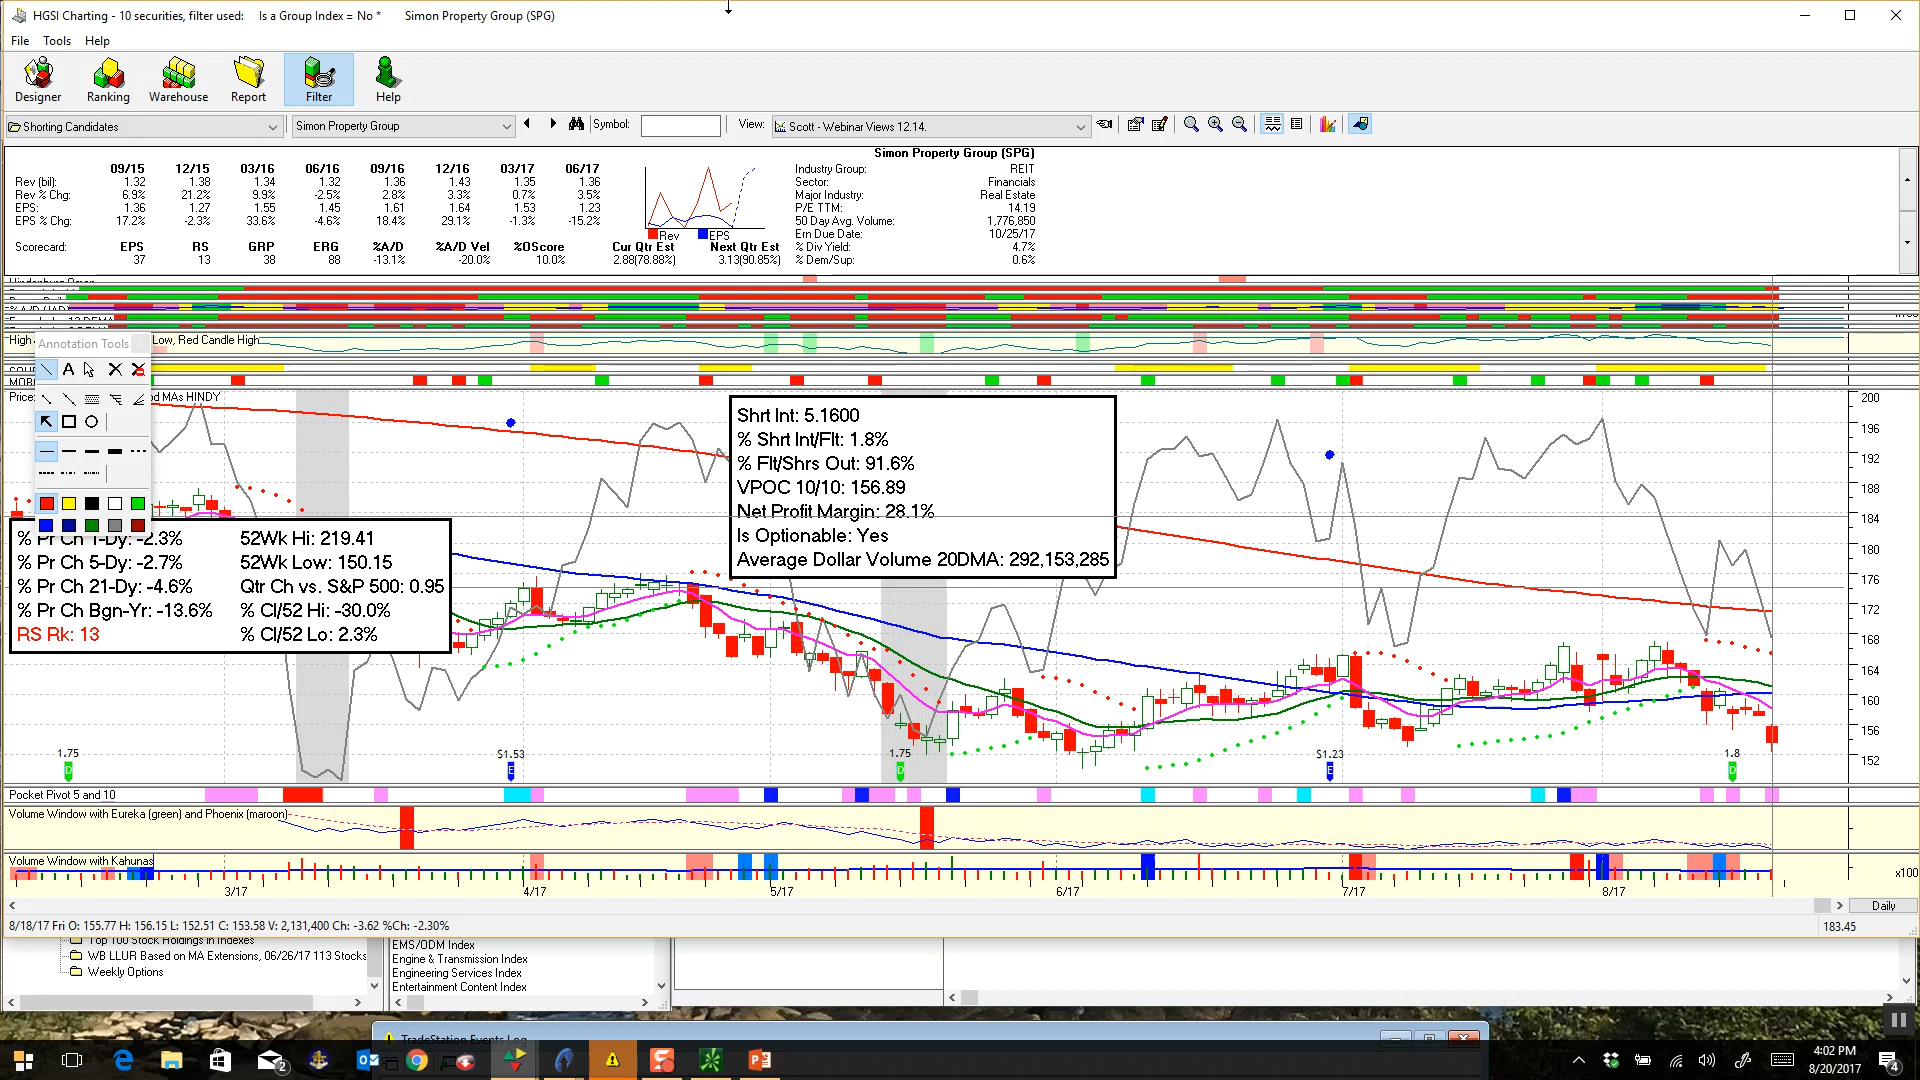 HGSI Charting - 10 securities, filter used: Is a Group Index = No * Simon Property Group (SPG)
File Tools Help
Designer Ranking Warehouse Report Filter Help
Shorting Candidates Simon Property Group Symbol: View: Scott - Webinar Views 12.14.
Simon Property Group (SPG)
09/15 12/15 03/16 06/16 09/16 12/16 03/17 06/17
Rev (bil): 1.32 1.38 1.34 1.32 1.36 1.43 1.35 1.36
Rev % Chg: 6.9% 21.2% 9.9% -2.5% 2.8% 3.3% 0.7% 3.5%
EPS: 1.36 1.27 1.55 1.45 1.61 1.64 1.53 1.23
EPS % Chg: 17.2% -2.3% 33.6% -4.6% 18.4% 29.1% -1.3% -15.2%
Scorecard: EPS RS GRP ERG %A/D %A/D Vel %OScore Cur Qtr Est Next Qtr Est
37 13 38 88 -13.1% -20.0% 10.0% 2.88(78.88%) 3.13(90.85%)
Rev EPS
Industry Group: REIT
Sector: Financials
Major Industry: Real Estate
P/E TTM: 14.19
50 Day Avg. Volume: 1,776,850
Ern Due Date: 10/25/17
% Div Yield: 4.7%
% Dem/Sup: 0.6%
High Low, Red Candle High
Annotation Tools
A
Price: d MAs HINDY
Shrt Int: 5.1600
% Shrt Int/Flt: 1.8%
% Flt/Shrs Out: 91.6%
VPOC 10/10: 156.89
Net Profit Margin: 28.1%
Is Optionable: Yes
Average Dollar Volume 20DMA: 292,153,285
% Pr Ch 1-Dy: -2.3% 52Wk Hi: 219.41
% Pr Ch 5-Dy: -2.7% 52Wk Low: 150.15
% Pr Ch 21-Dy: -4.6% Qtr Ch vs. S&P 500: 0.95
% Pr Ch Bgn-Yr: -13.6% % Cl/52 Hi: -30.0%
RS Rk: 13 % Cl/52 Lo: 2.3%
200
196
192
188
184
180
176
172
168
164
160
156
152
1.75 $1.53 1.75 $1.23 1.8
D E D E D
Pocket Pivot 5 and 10
Volume Window with Eureka (green) and Phoenix (maroon)
Volume Window with Kahunas
x100
3/17 4/17 5/17 6/17 7/17 8/17
Daily
8/18/17 Fri O: 155.77 H: 156.15 L: 152.51 C: 153.58 V: 2,131,400 Ch: -3.62 %Ch: -2.30% 183.45
Top 100 Stock Holdings in Indexes
WB LLUR Based on MA Extensions, 06/26/17 113 Stocks
Weekly Options
EMS/ODM Index
Engine & Transmission Index
Engineering Services Index
Entertainment Content Index
TradeStation Events Log
2
4:02 PM
8/20/2017
4